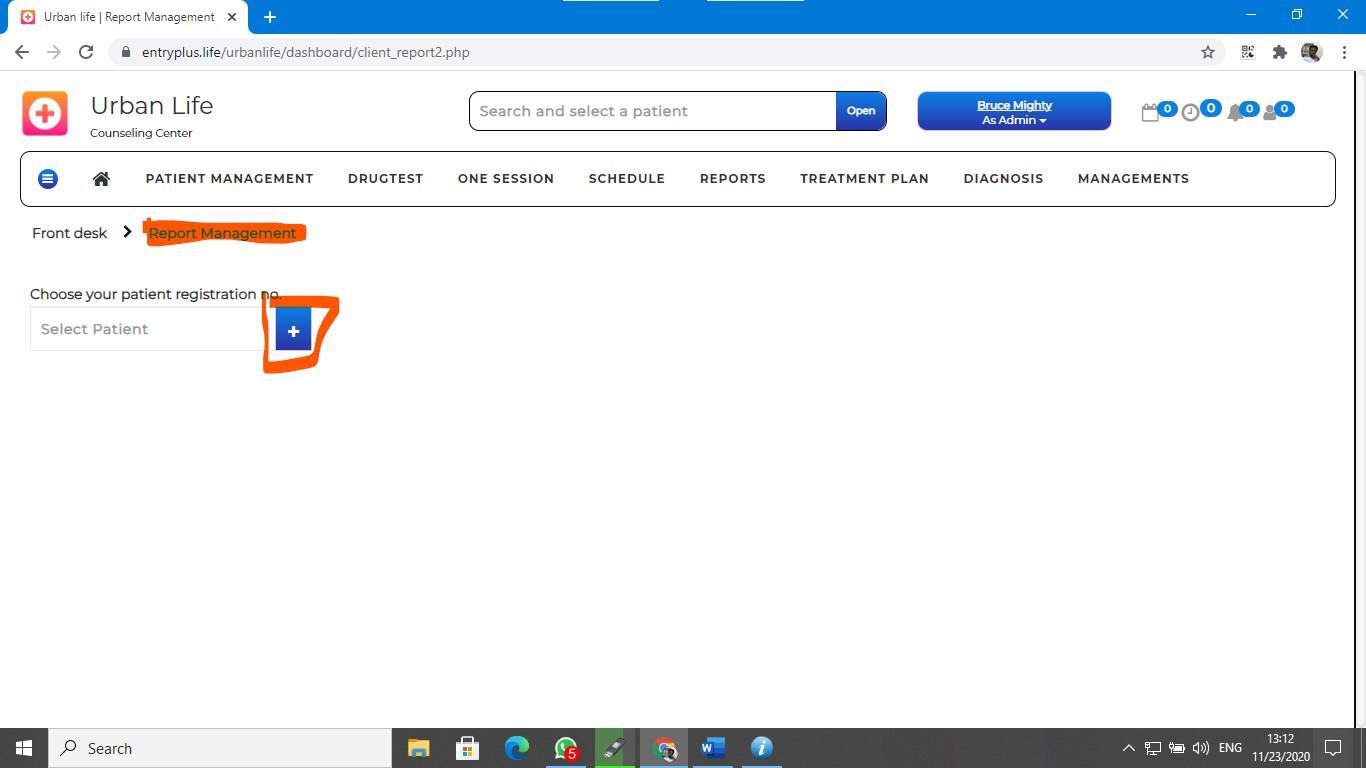 Urban life | Report Management
entryplus.life/urbanlife/dashboard/client_report2.php
Urban Life
Counseling Center
Search and select a patient
Open
Bruce Mighty
As Admin
0
0
0
0
PATIENT MANAGEMENT
DRUGTEST
ONE SESSION
SCHEDULE
REPORTS
TREATMENT PLAN
DIAGNOSIS
MANAGEMENTS
Front desk
Report Management
Choose your patient registration no.
Select Patient
+
Search
5
ENG
13:12
11/23/2020